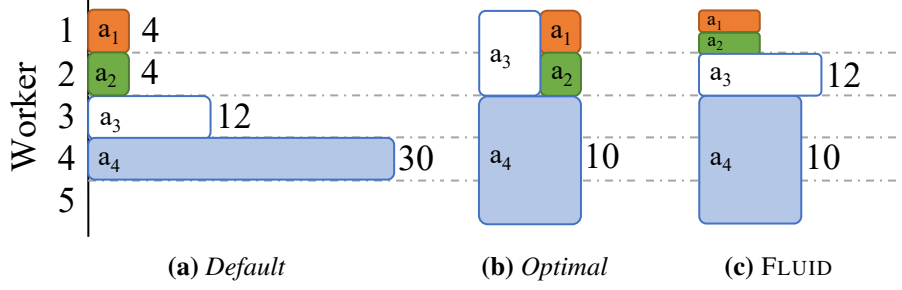 Worker
1
2
3
4
5
a1 4
a2 4
a3 12
a4 30
a3 a1
a2
a4 10
a1
a2
a3 12
a4 10
(a) Default
(b) Optimal
(c) FLUID